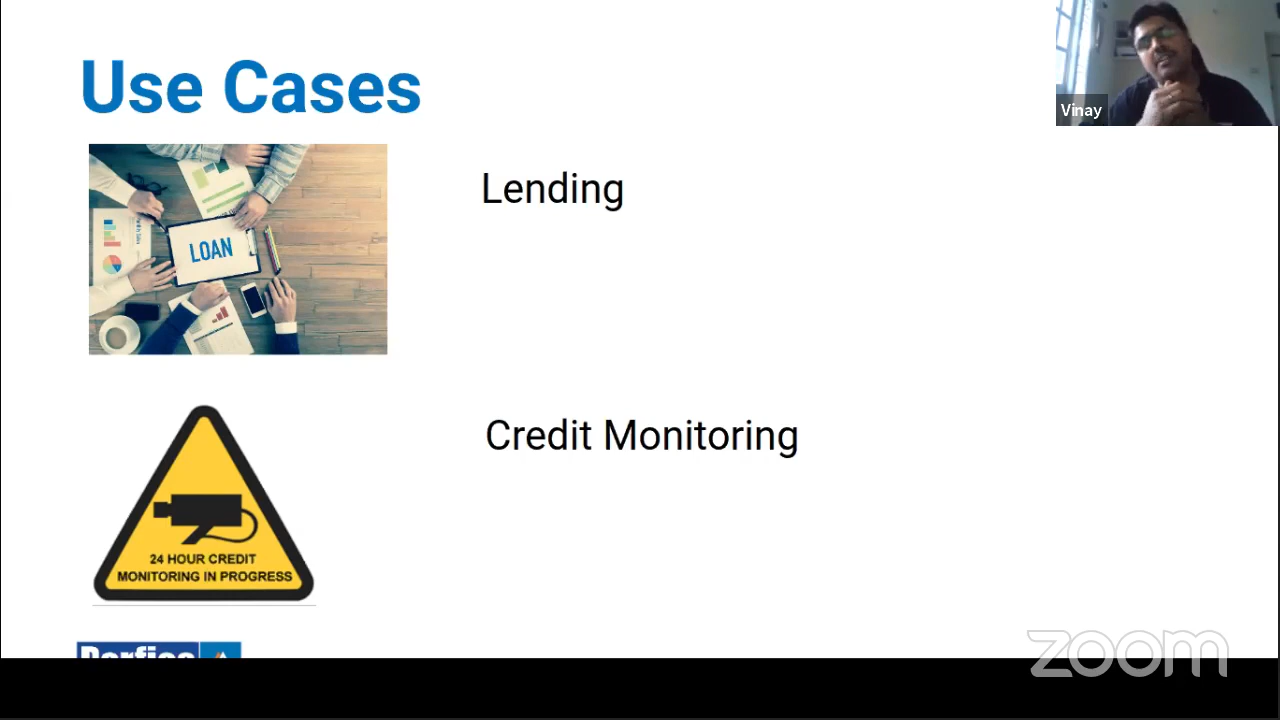 Use Cases
Vinay
LOAN
Lending
Credit Monitoring
24 HOUR CREDIT
MONITORING IN PROGRESS
zoom